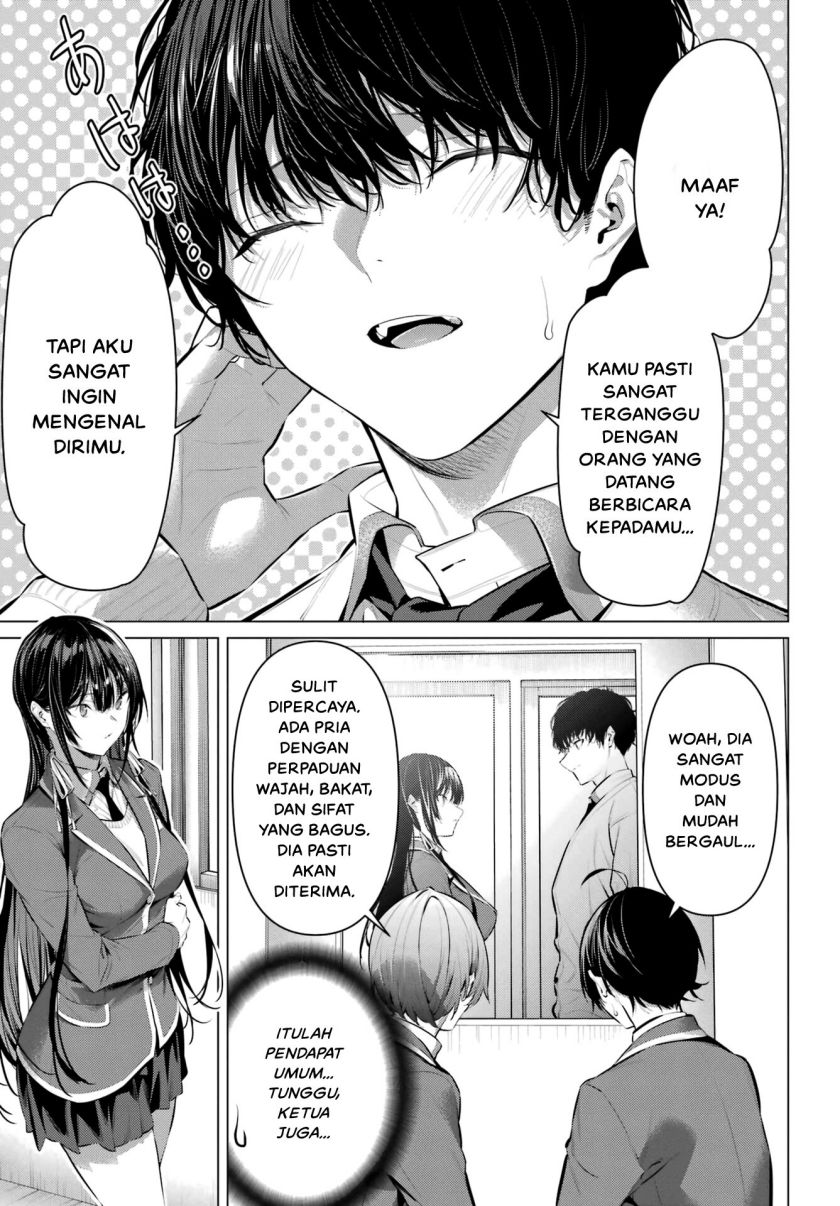 MAAF
YA!
KAMU PASTI
SANGAT
TERGANGGU
DENGAN
ORANG YANG
DATANG
BERBICARA
KEPADAMU...
あはは...
TAPI AKU
SANGAT
INGIN
MENGENAL
DIRIMU.
WOAH, DIA
SANGAT
MODUS
DAN
MUDAH
BERGAUL...
SULIT
DIPERCAYA.
ADA PRIA
DENGAN
PERPADUAN
WAJAH, BAKAT,
DAN SIFAT
YANG BAGUS.
DIA PASTI
AKAN
DITERIMA.
ITULAH
PENDAPAT
UMUM...
TUNGGU,
KETUA
JUGA...